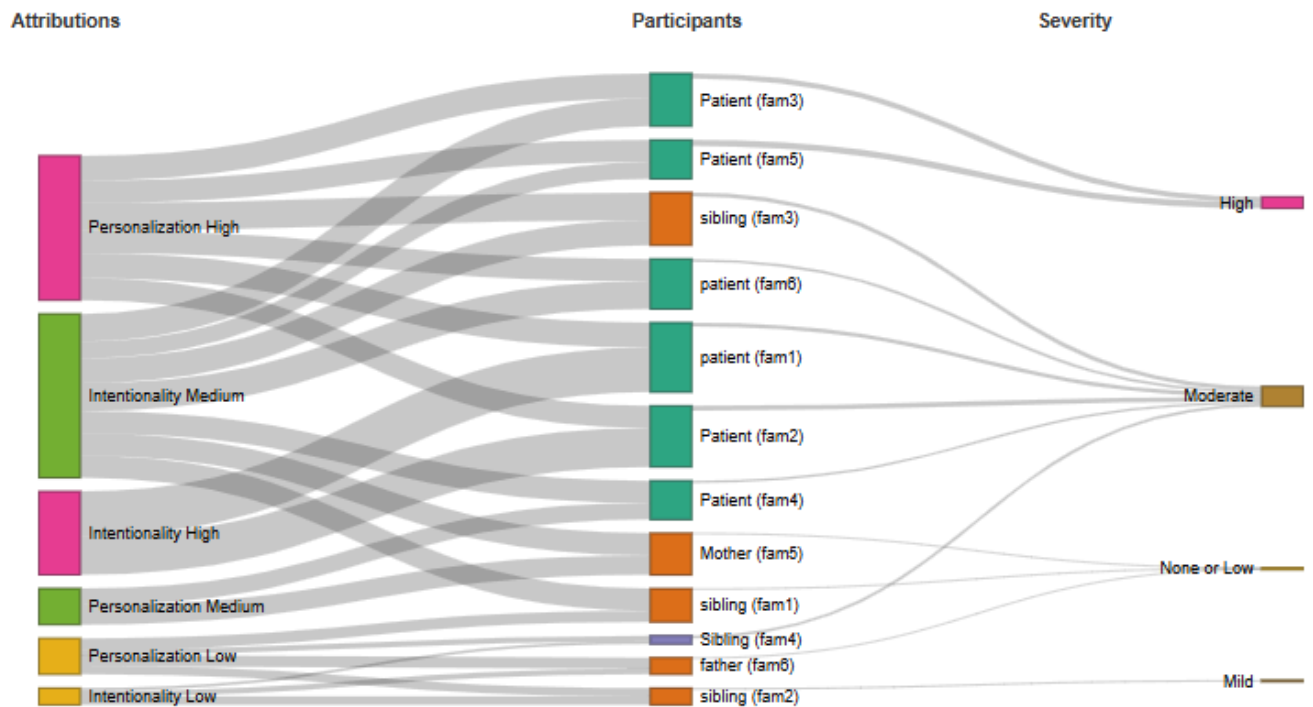 Attributions
Participants
Severity
Personalization High
Intentionality Medium
Intentionality High
Personalization Medium
Personalization Low
Intentionality Low
Patient (fam3)
Patient (fam5)
sibling (fam3)
patient (fam6)
patient (fam1)
Patient (fam2)
Patient (fam4)
Mother (fam5)
sibling (fam1)
Sibling (fam4)
father (fam6)
sibling (fam2)
High
Moderate
None or Low
Mild